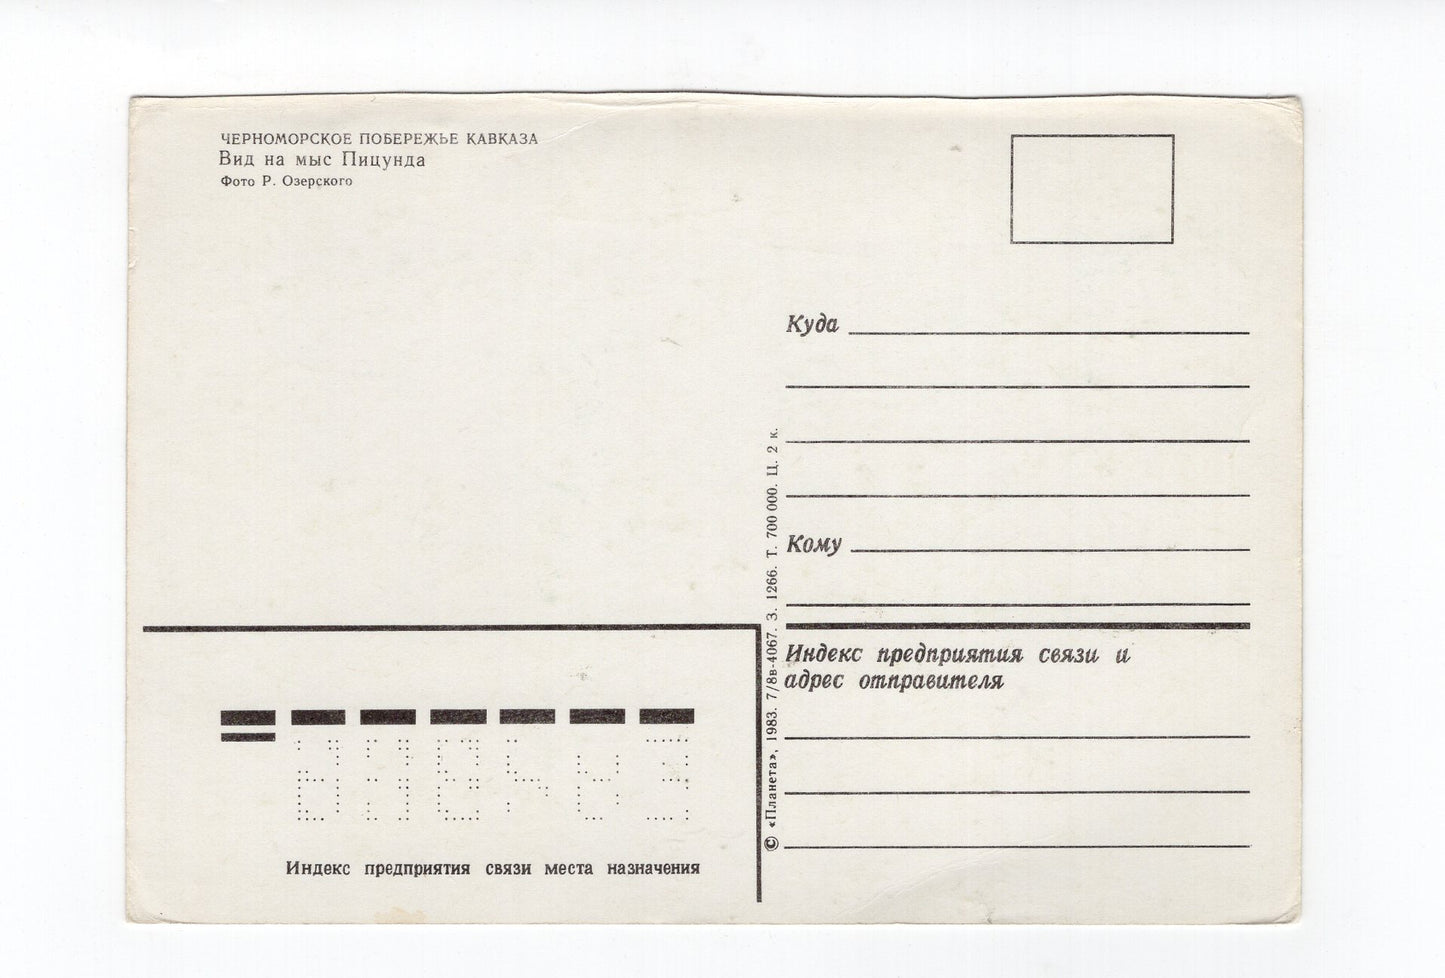 ЧЕРНОМОРСКОЕ ПОБЕРЕЖЬЕ КАВКАЗА
Вид на мыс Пицунда
Фото Р. Озерского
Куда
Кому
Индекс предприятия связи и
адрес отправителя
© «Планета», 1983. 7/8в-4067. З. 1266. Т. 700 000. Ц. 2 к.
Индекс предприятия связи места назначения